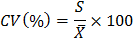 CV(%) = S/X̄ × 100